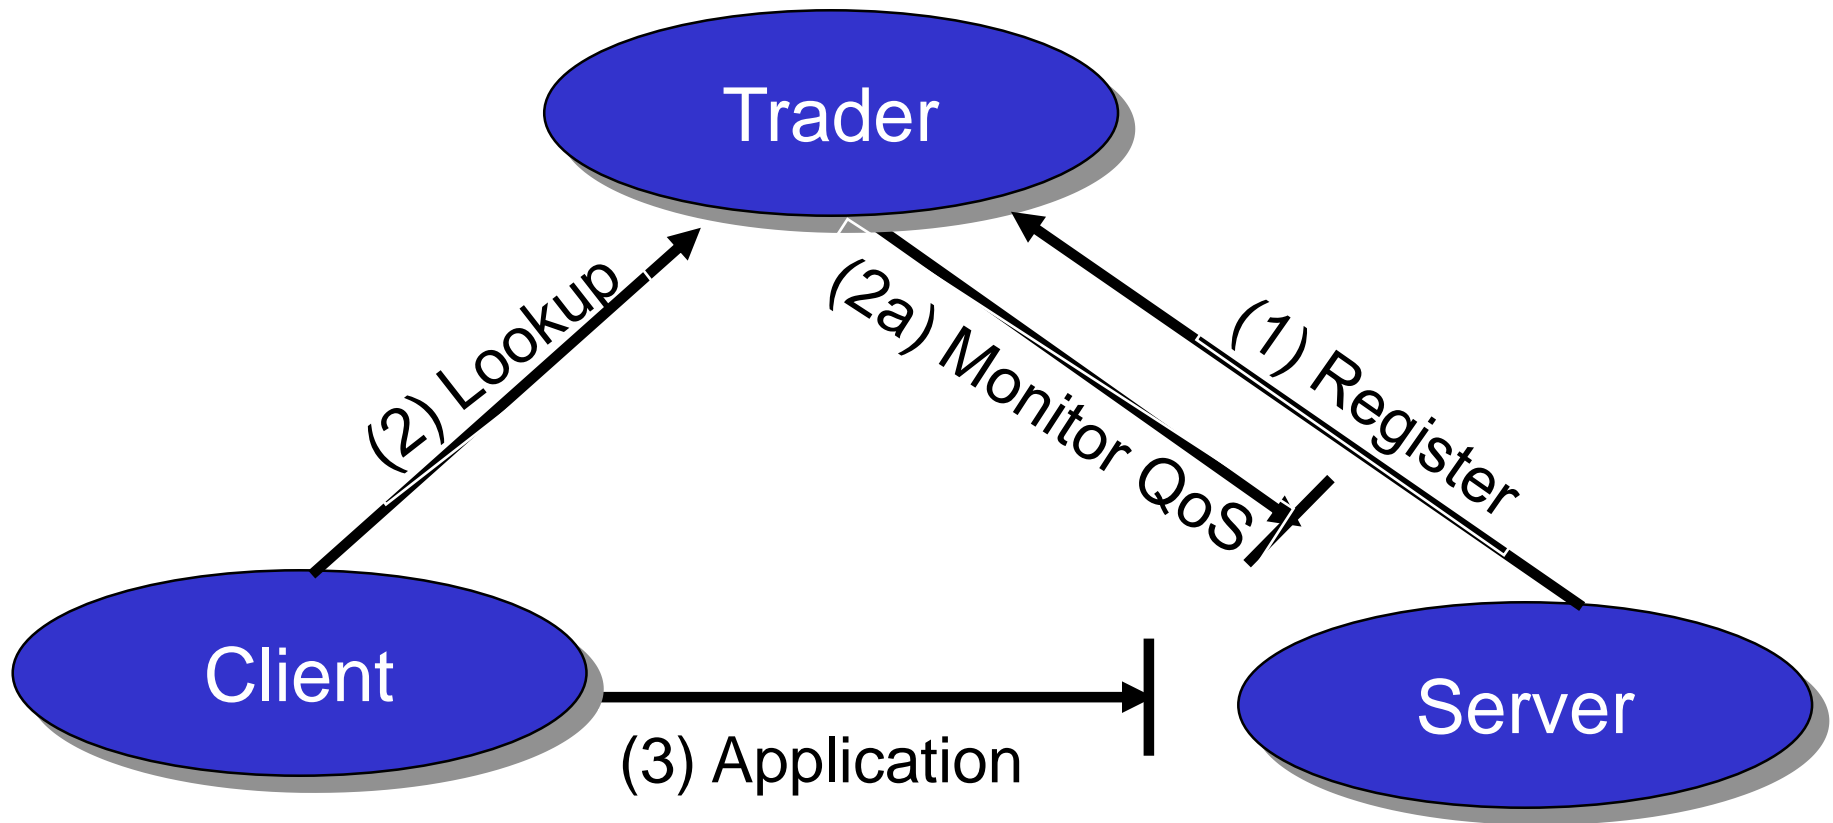 Trader
(2) Lookup
(2a) Monitor QoS
(1) Register
Client
Server
(3) Application